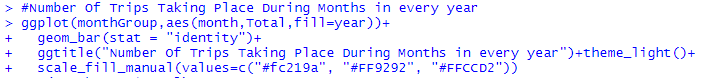 > #Number Of Trips Taking Place During Months in every year
> ggplot(monthGroup,aes(month,Total,fill=year))+
+   geom_bar(stat = "identity")+
+   ggtitle("Number Of Trips Taking Place During Months in every year")+theme_light()+
+   scale_fill_manual(values=c("#fc219a", "#FF9292", "#FFCCD2"))